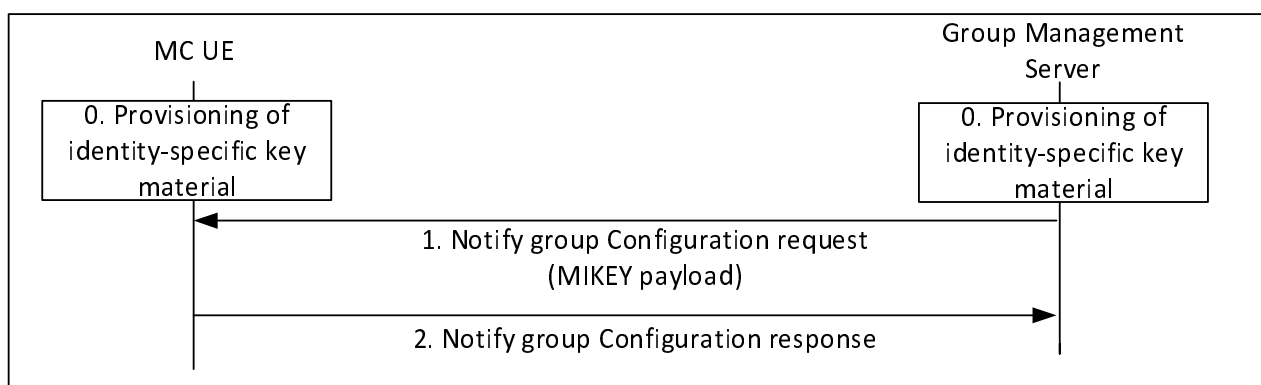 MC UE
Group Management
Server
0. Provisioning of
identity-specific key
material
0. Provisioning of
identity-specific key
material
1. Notify group Configuration request
(MIKEY payload)
2. Notify group Configuration response